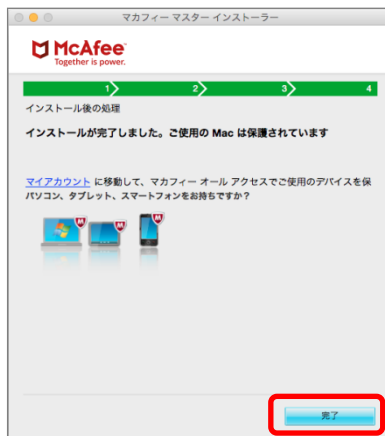 マカフィー マスター インストーラー
McAfee
Together is power.
1 2 3 4
インストール後の処理
インストールが完了しました。ご使用の Mac は保護されています
マイアカウント に移動して、マカフィー オール アクセスでご使用のデバイスを保
パソコン、タブレット、スマートフォンをお持ちですか？
完了